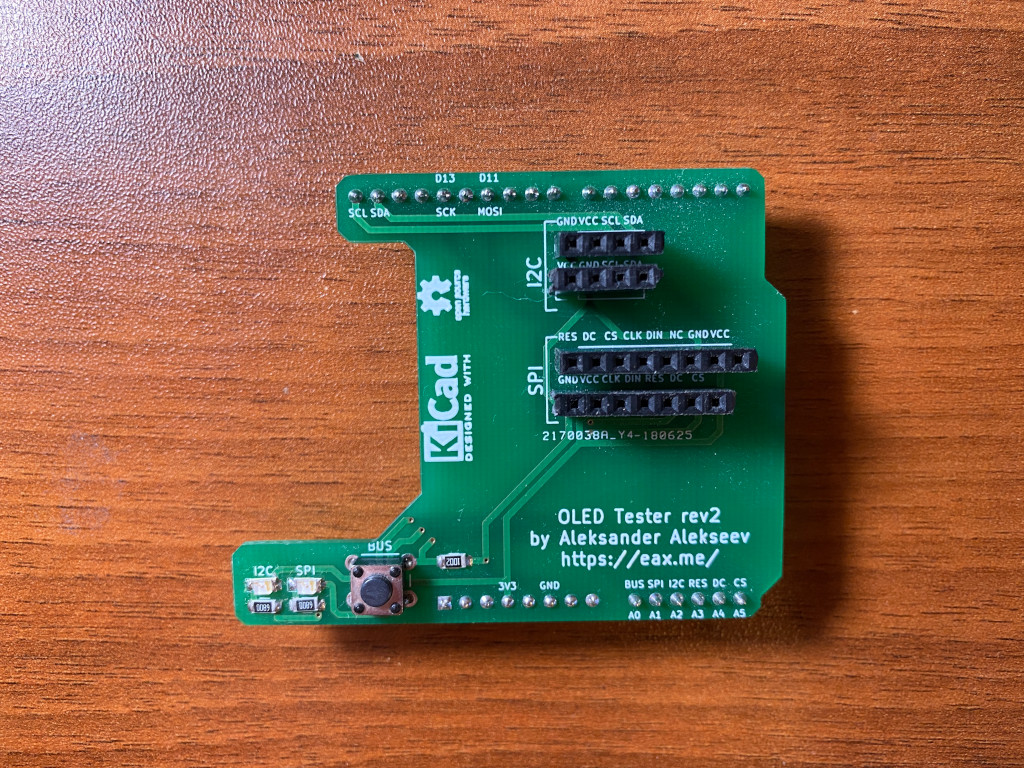 D13 D11
SCL SDA SCK MOSI
GND VCC SCL SDA
VCC GND SCL SDA
I2C
open source
hardware
RES DC CS CLK DIN NC GND VCC
GND VCC CLK DIN RES DC CS
SPI
KiCad
DESIGNED WITH
2170038A_Y4-180625
OLED Tester rev2
by Aleksander Alekseev
https://eax.me/
BUS
I2C SPI
1002
6800 6800
3V3 GND
BUS SPI I2C RES DC CS
A0 A1 A2 A3 A4 A5